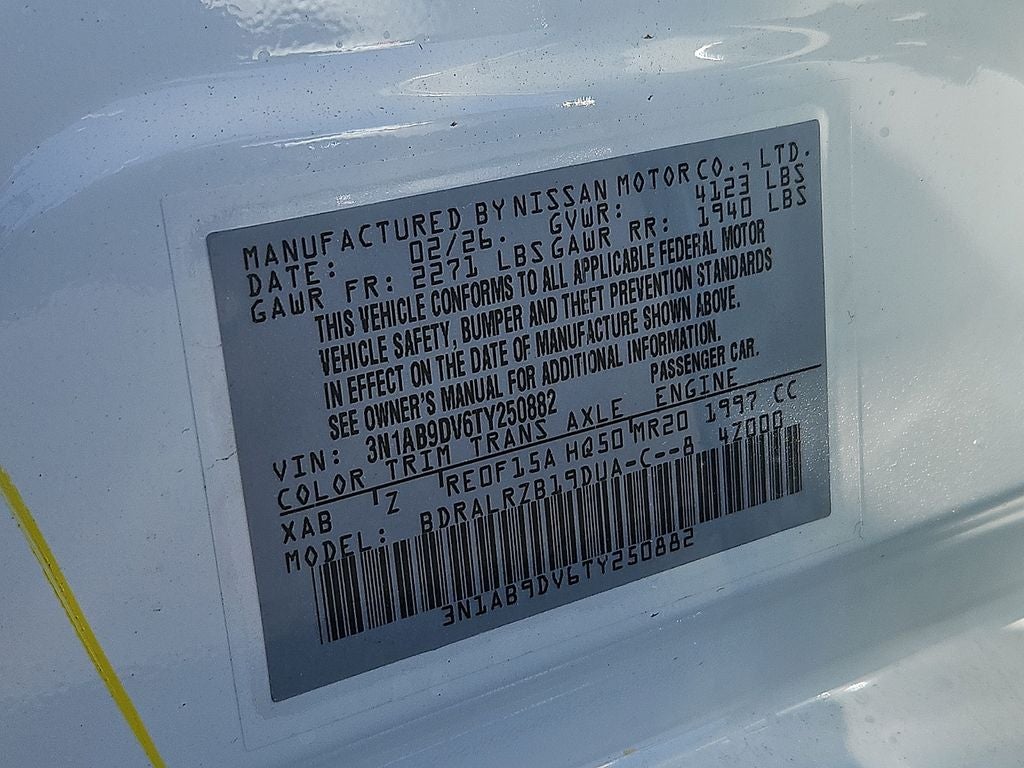 MANUFACTURED BY NISSAN MOTOR CO., LTD.
DATE: 02/26. GVWR: 4123 LBS
GAWR FR: 2271 LBS GAWR RR: 1940 LBS
THIS VEHICLE CONFORMS TO ALL APPLICABLE FEDERAL MOTOR
VEHICLE SAFETY, BUMPER AND THEFT PREVENTION STANDARDS
IN EFFECT ON THE DATE OF MANUFACTURE SHOWN ABOVE.
SEE OWNER'S MANUAL FOR ADDITIONAL INFORMATION.
VIN: 3N1AB9DV6TY250882 PASSENGER CAR.
COLOR TRIM TRANS AXLE ENGINE
XAB Z RE0F15A HQ50 MR20 1997 CC
MODEL: BDRALRZB19DUA-C--8 4Z000
3N1AB9DV6TY250882